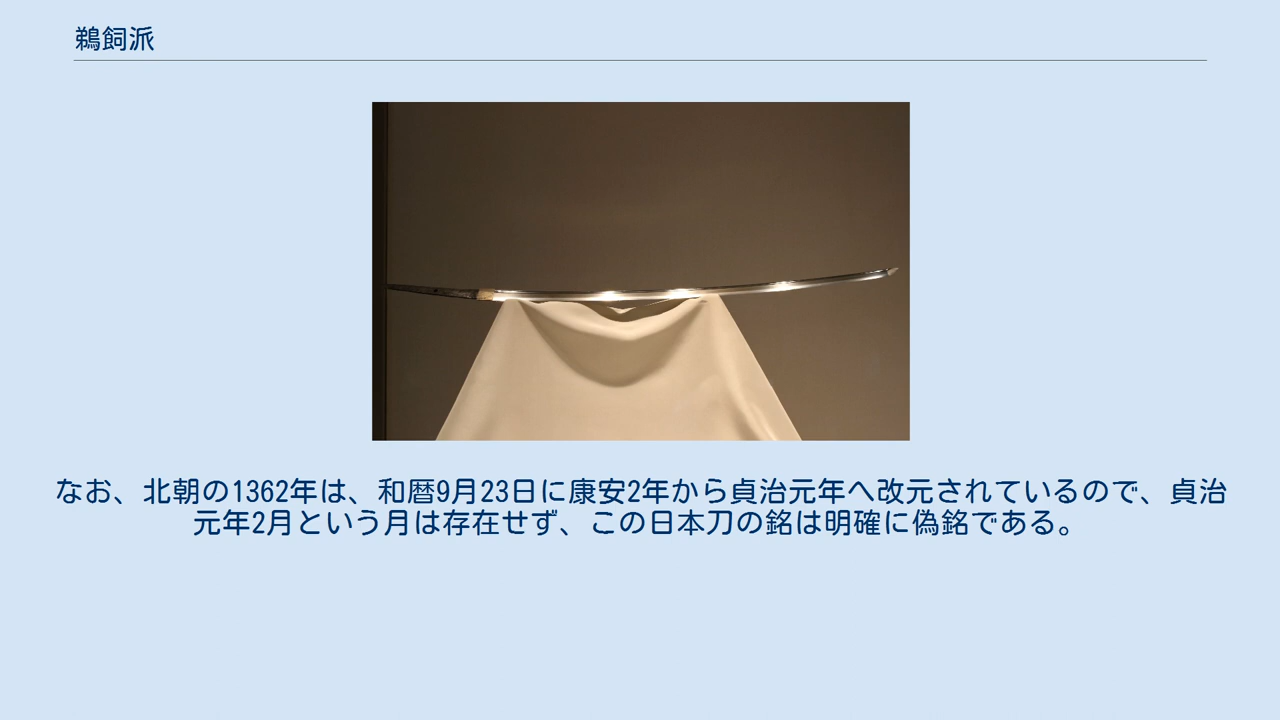 鵜飼派
なお、北朝の1362年は、和暦9月23日に康安2年から貞治元年へ改元されているので、貞治
元年2月という月は存在せず、この日本刀の銘は明確に偽銘である。